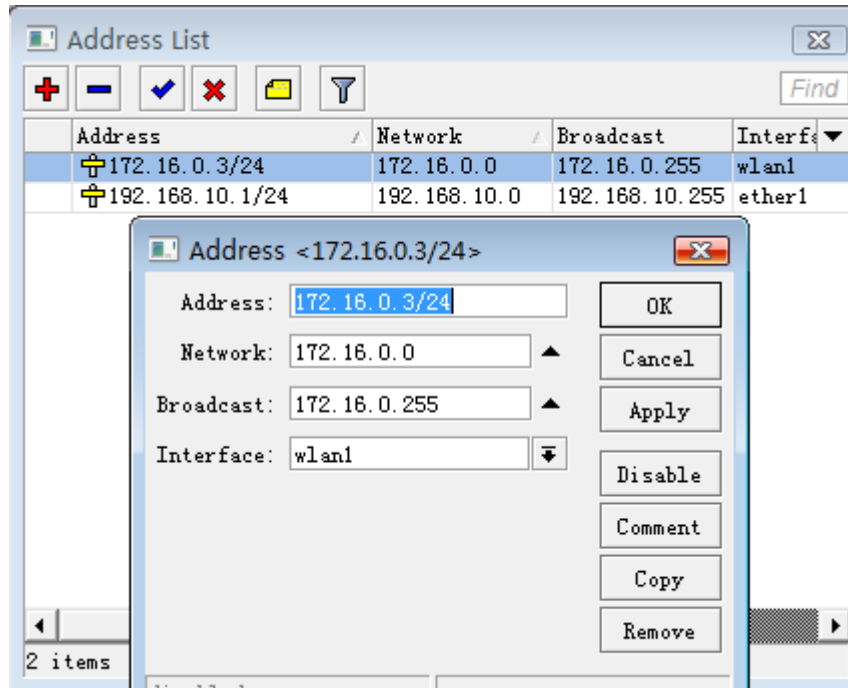 Address List
Find
Address Network Broadcast
172.16.0.3/24 172.16.0.0 172.16.0.255 wlan1
192.168.10.1/24 192.168.10.0 192.168.10.255 ether1
Address <172.16.0.3/24>
Address: 172.16.0.3/24 OK
Network: 172.16.0.0 Cancel
Broadcast: 172.16.0.255 Apply
Interface: wlan1
Disable
Comment
Copy
Remove
2 items